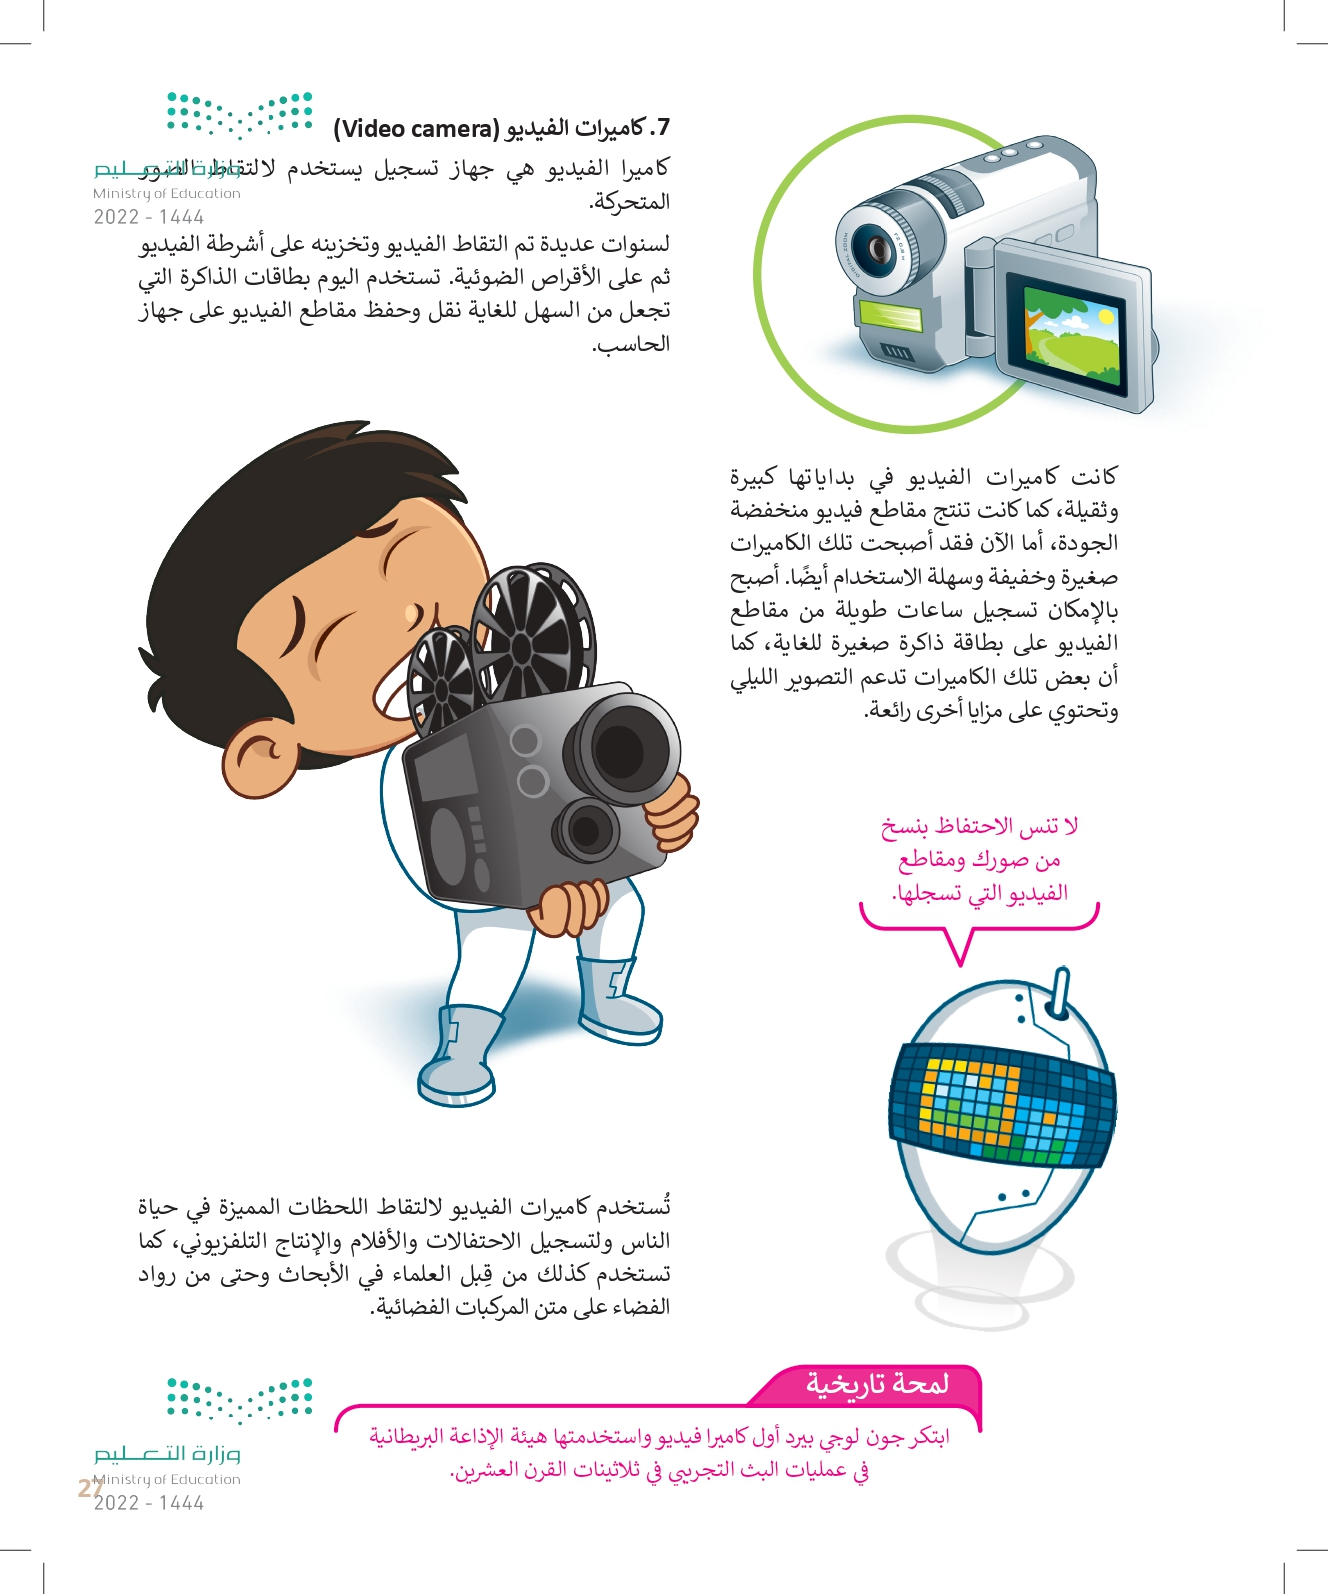 7. كاميرات الفيديو (Video camera)
كاميرا الفيديو هي جهاز تسجيل يستخدم لالتقاط الصور
المتحركة.
وزارة التعليم
Ministry of Education
2022 - 1444
لسنوات عديدة تم التقاط الفيديو وتخزينه على أشرطة الفيديو
ثم على الأقراص الضوئية. تستخدم اليوم بطاقات الذاكرة التي
تجعل من السهل للغاية نقل وحفظ مقاطع الفيديو على جهاز
الحاسب.
كانت كاميرات الفيديو في بداياتها كبيرة
وثقيلة، كما كانت تنتج مقاطع فيديو منخفضة
الجودة، أما الآن فقد أصبحت تلك الكاميرات
صغيرة وخفيفة وسهلة الاستخدام أيضًا. أصبح
بالإمكان تسجيل ساعات طويلة من مقاطع
الفيديو على بطاقة ذاكرة صغيرة للغاية، كما
أن بعض تلك الكاميرات تدعم التصوير الليلي
وتحتوي على مزايا أخرى رائعة.
لا تنس الاحتفاظ بنسخ
من صورك ومقاطع
الفيديو التي تسجلها.
تُستخدم كاميرات الفيديو لالتقاط اللحظات المميزة في حياة
الناس ولتسجيل الاحتفالات والأفلام والإنتاج التلفزيوني، كما
تستخدم كذلك من قِبل العلماء في الأبحاث وحتى من رواد
الفضاء على متن المركبات الفضائية.
لمحة تاريخية
ابتكر جون لوجي بيرد أول كاميرا فيديو واستخدمتها هيئة الإذاعة البريطانية
في عمليات البث التجريبي في ثلاثينات القرن العشرين.
وزارة التعليم
Ministry of Education
2022 - 1444
27